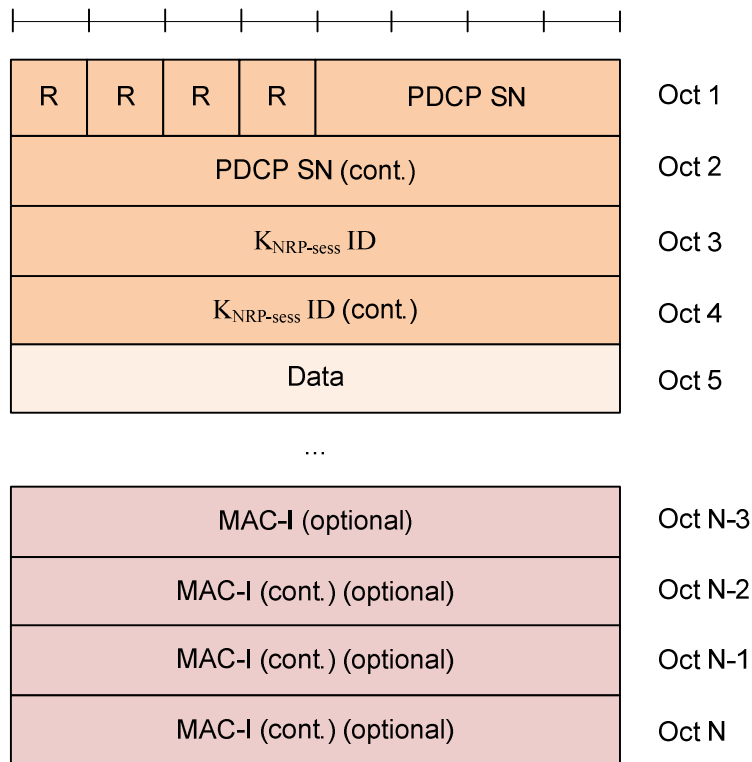 R R R R PDCP SN Oct 1
PDCP SN (cont.) Oct 2
K_NRP-sess ID Oct 3
K_NRP-sess ID (cont.) Oct 4
Data Oct 5
...
MAC-I (optional) Oct N-3
MAC-I (cont.) (optional) Oct N-2
MAC-I (cont.) (optional) Oct N-1
MAC-I (cont.) (optional) Oct N